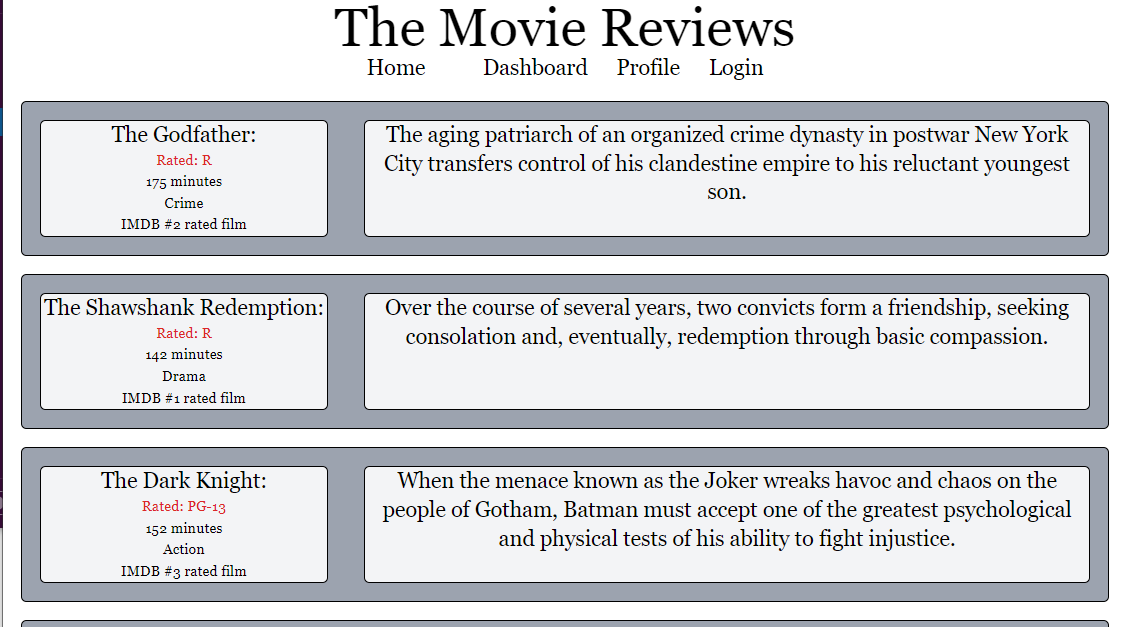 The Movie Reviews
Home Dashboard Profile Login
The Godfather:
Rated: R
175 minutes
Crime
IMDB #2 rated film
The aging patriarch of an organized crime dynasty in postwar New York
City transfers control of his clandestine empire to his reluctant youngest
son.
The Shawshank Redemption:
Rated: R
142 minutes
Drama
IMDB #1 rated film
Over the course of several years, two convicts form a friendship, seeking
consolation and, eventually, redemption through basic compassion.
The Dark Knight:
Rated: PG-13
152 minutes
Action
IMDB #3 rated film
When the menace known as the Joker wreaks havoc and chaos on the
people of Gotham, Batman must accept one of the greatest psychological
and physical tests of his ability to fight injustice.